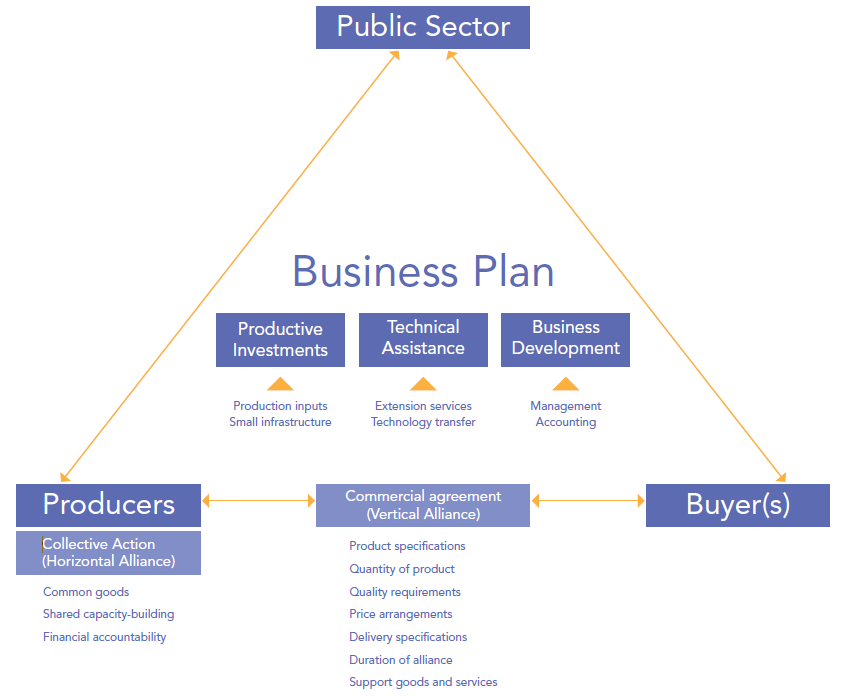 Public Sector
Business Plan
Productive
Investments
Technical
Assistance
Business
Development
Production inputs
Small infrastructure
Extension services
Technology transfer
Management
Accounting
Producers
Commercial agreement
(Vertical Alliance)
Buyer(s)
Collective Action
(Horizontal Alliance)
Common goods
Shared capacity-building
Financial accountability
Product specifications
Quantity of product
Quality requirements
Price arrangements
Delivery specifications
Duration of alliance
Support goods and services